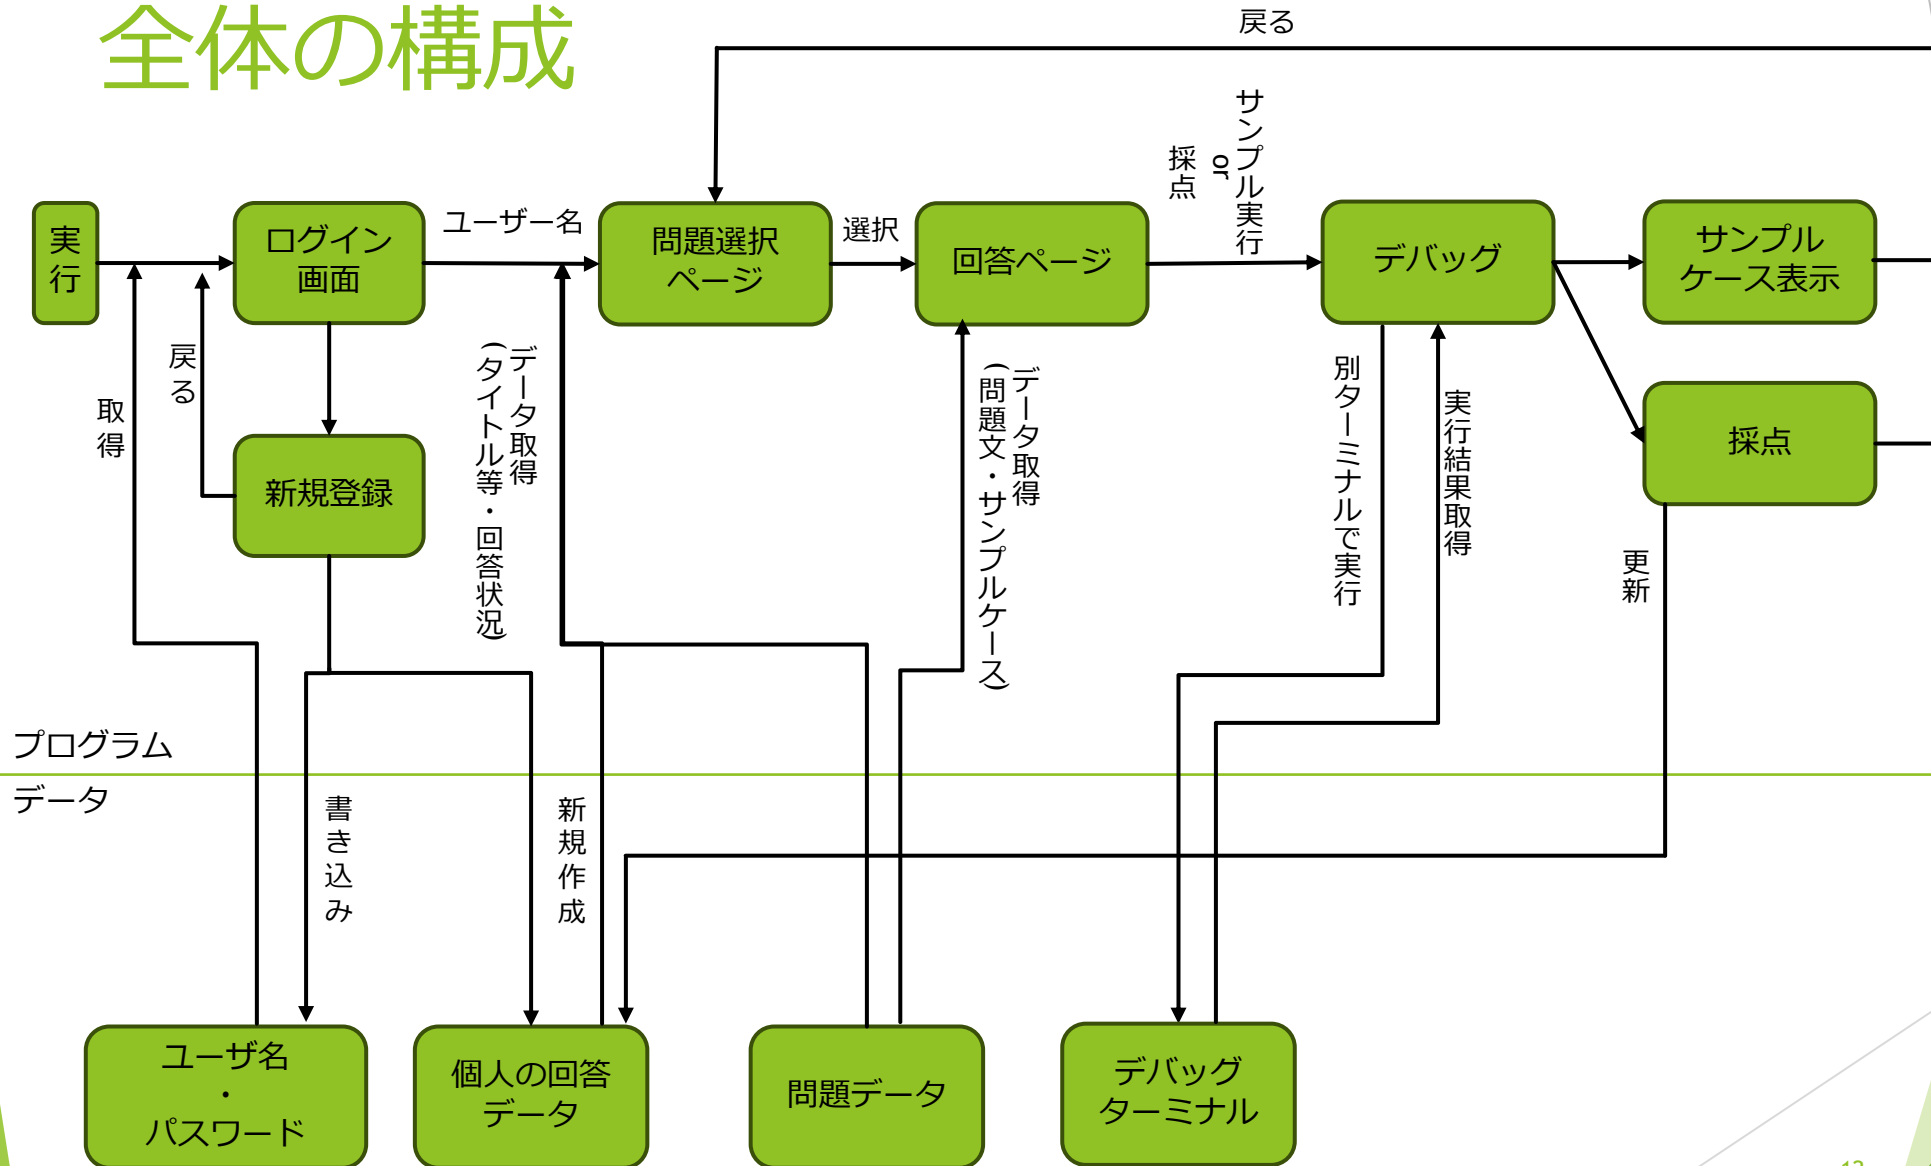 全体の構成
戻る
サンプル実行
or
採点
実行
ログイン
画面
ユーザー名
問題選択
ページ
選択
回答ページ
デバッグ
サンプル
ケース表示
戻る
取得
データ取得
(タイトル等・回答状況)
データ取得
(問題文・サンプルケース)
別ターミナルで実行
実行結果取得
採点
新規登録
更新
プログラム
データ
書き込み
新規作成
ユーザ名
・
パスワード
個人の回答
データ
問題データ
デバッグ
ターミナル